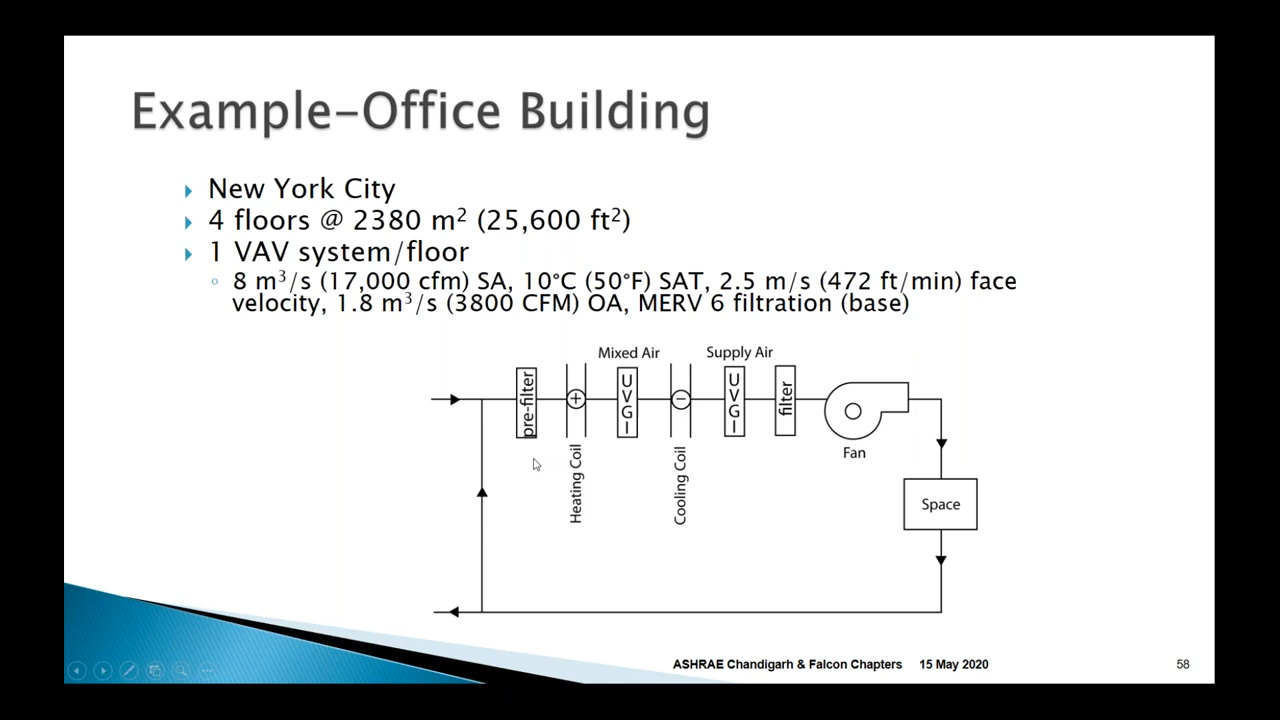 Example-Office Building
New York City
4 floors @ 2380 m² (25,600 ft²)
1 VAV system/floor
8 m³/s (17,000 cfm) SA, 10°C (50°F) SAT, 2.5 m/s (472 ft/min) face
velocity, 1.8 m³/s (3800 CFM) OA, MERV 6 filtration (base)
Mixed Air
Supply Air
pre-filter
+
UVGI
−
UVGI
filter
Heating Coil
Cooling Coil
Fan
Space
ASHRAE Chandigarh & Falcon Chapters 15 May 2020
58